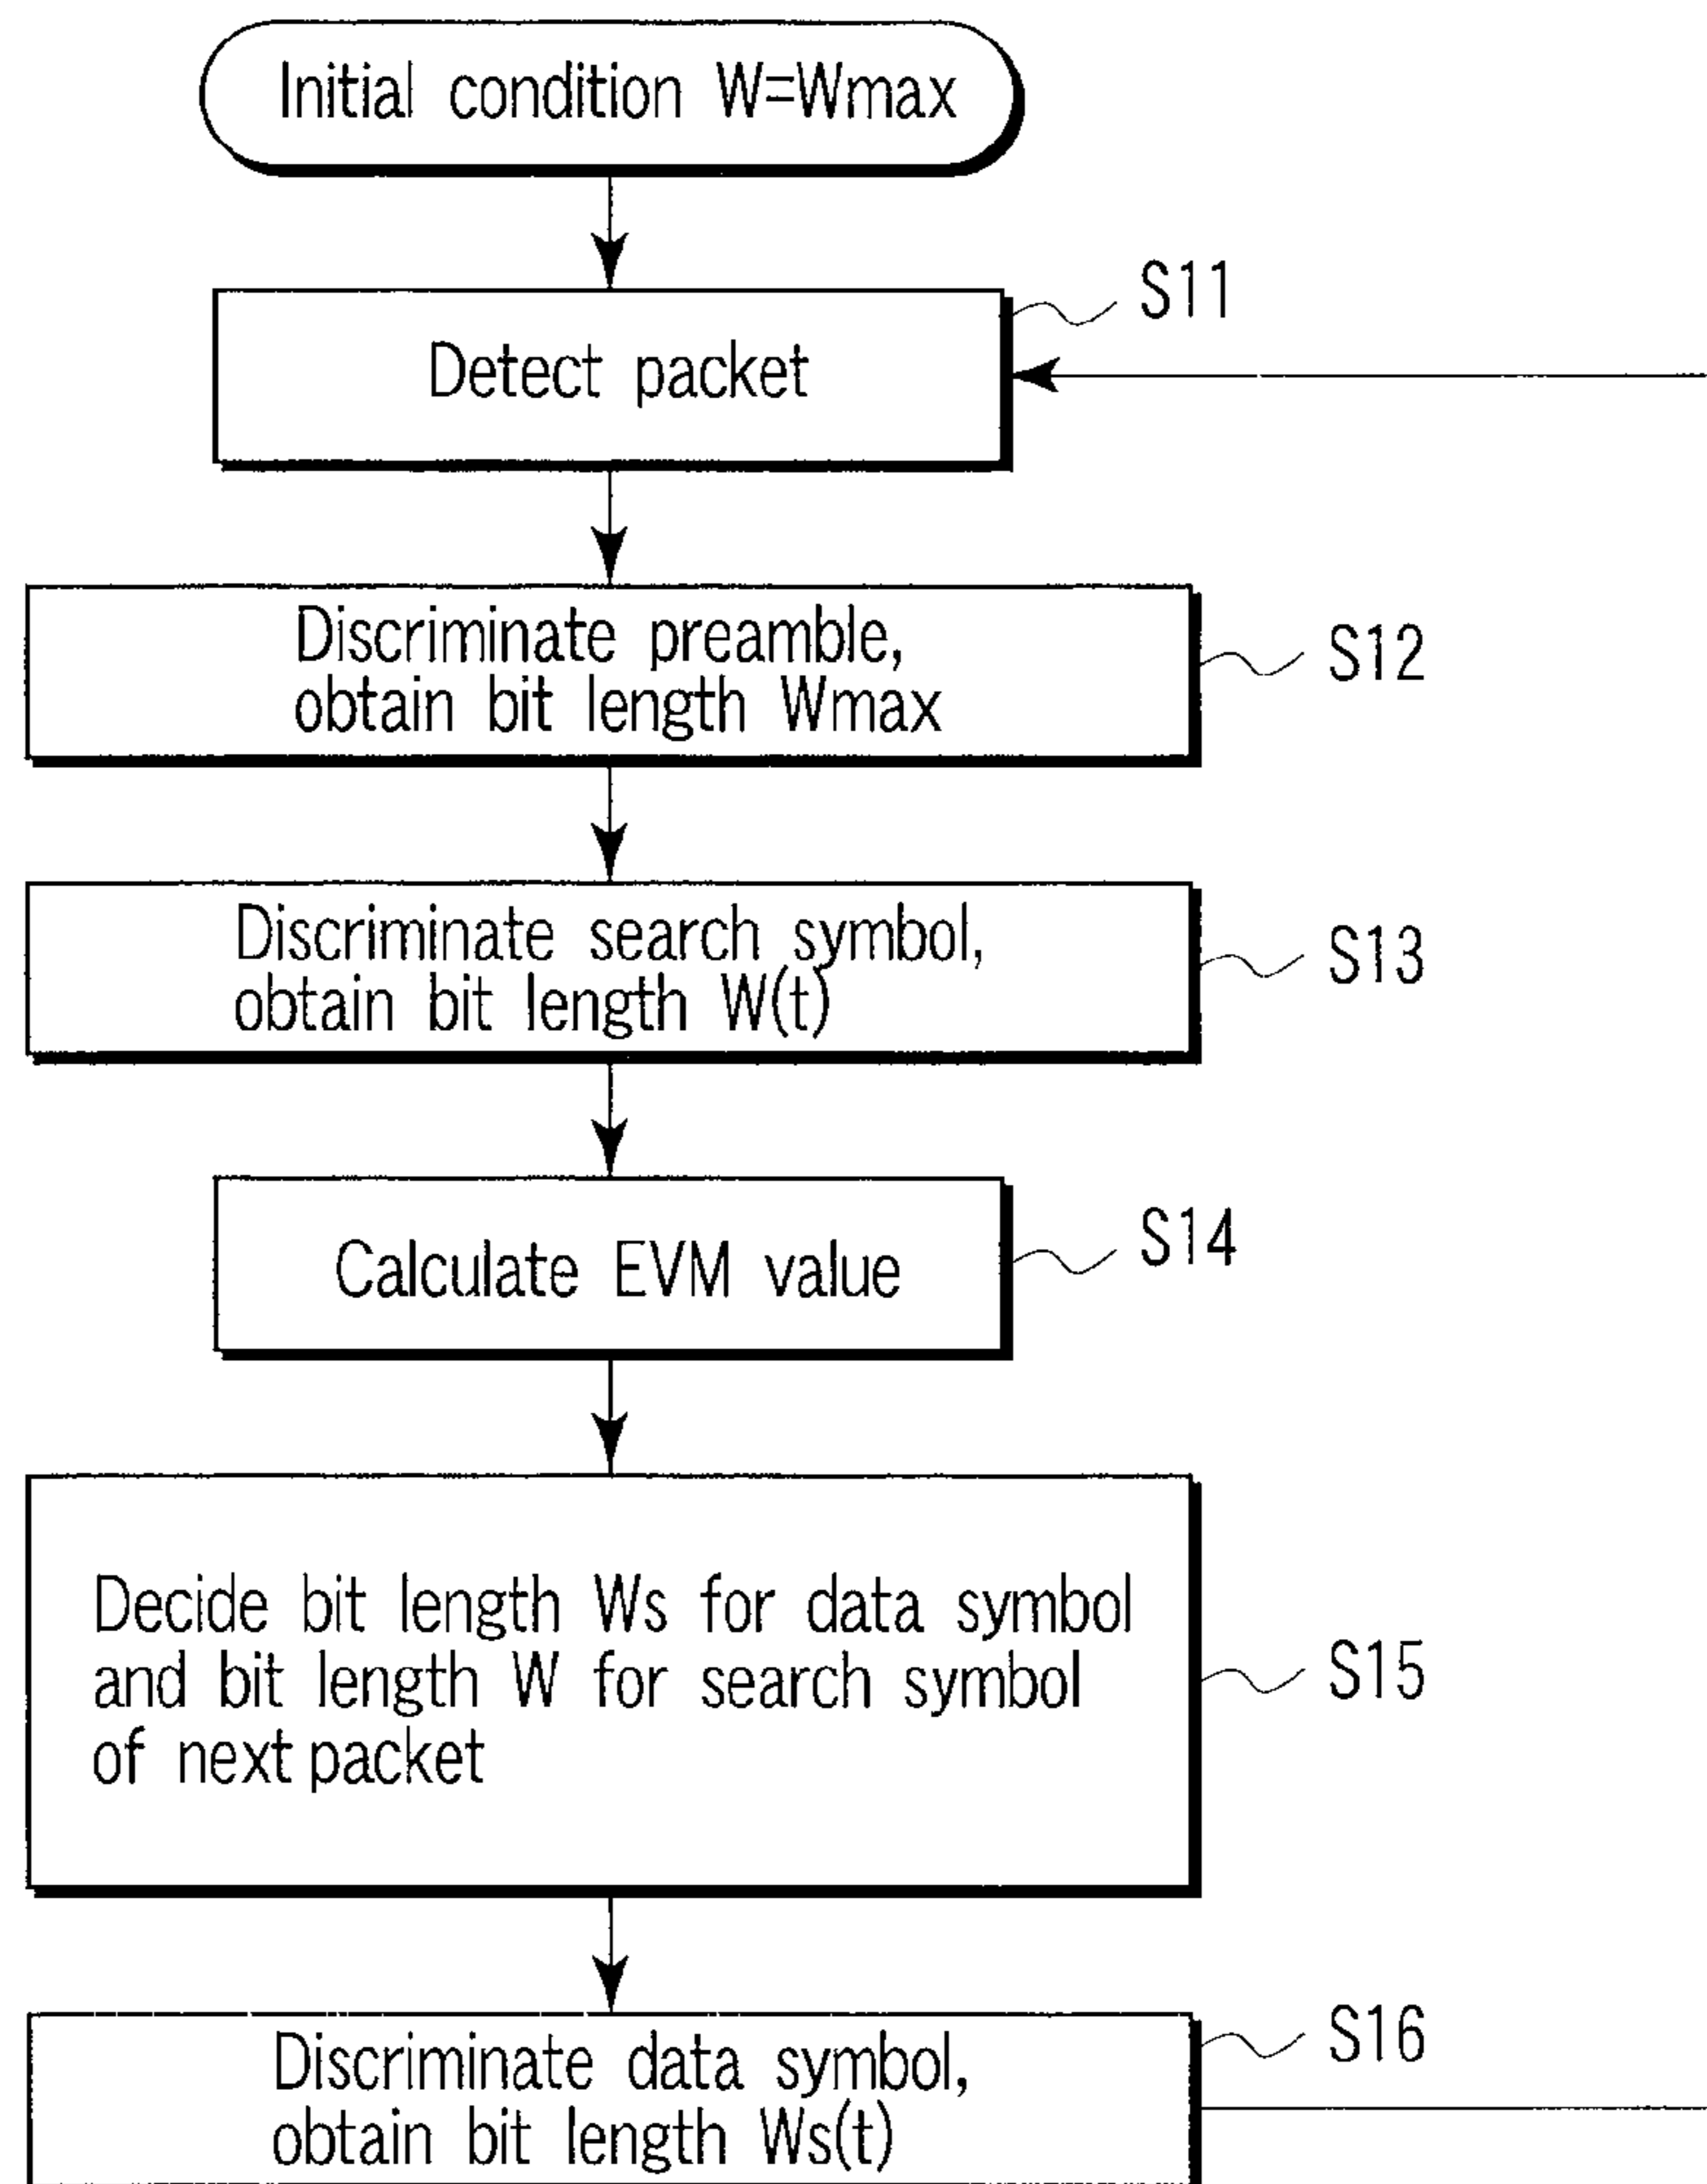 Initial condition W=Wmax
S11
Detect packet
Discriminate preamble,
obtain bit length Wmax
S12
Discriminate search symbol,
obtain bit length W(t)
S13
S14
Calculate EVM value
Decide bit length Ws for data symbol
and bit length W for search symbol
of next packet
S15
S16
Discriminate data symbol,
obtain bit length Ws(t)